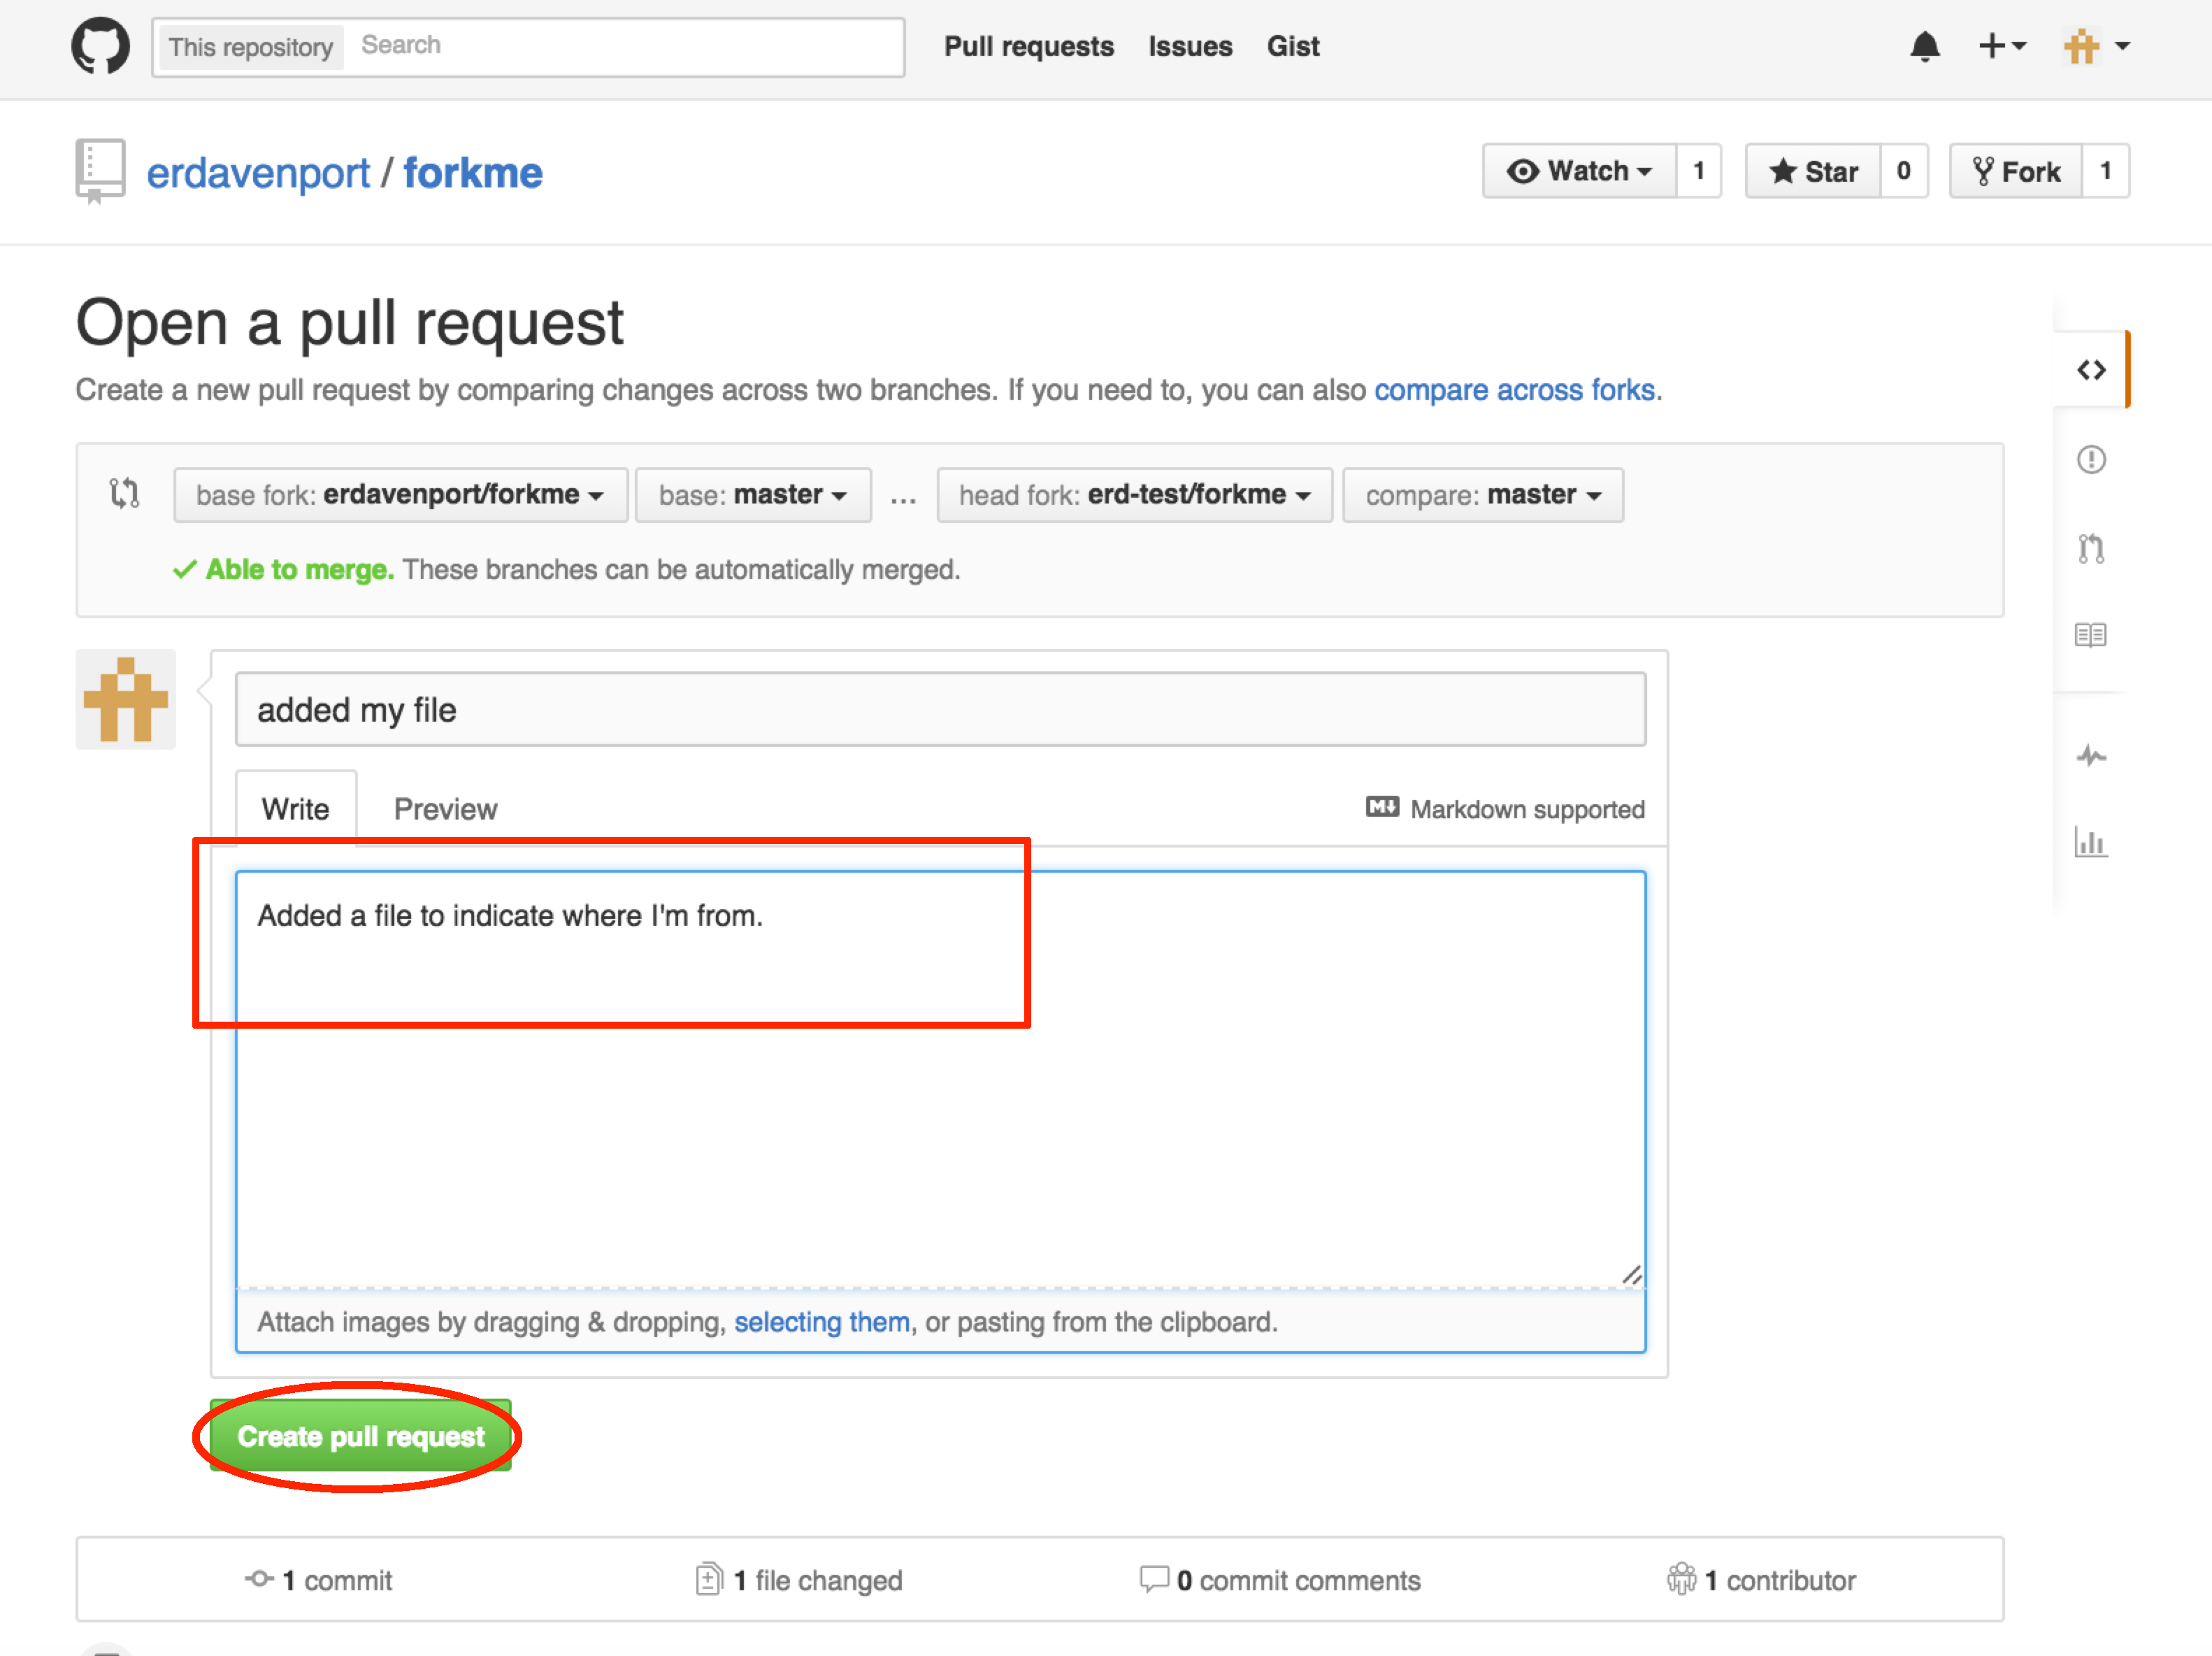 This repository Search Pull requests Issues Gist
erdavenport / forkme Watch 1 Star 0 Fork 1
Open a pull request
Create a new pull request by comparing changes across two branches. If you need to, you can also compare across forks.
base fork: erdavenport/forkme base: master ... head fork: erd-test/forkme compare: master
Able to merge. These branches can be automatically merged.
added my file
Write Preview Markdown supported
Added a file to indicate where I'm from.
Attach images by dragging & dropping, selecting them, or pasting from the clipboard.
Create pull request
1 commit 1 file changed 0 commit comments 1 contributor